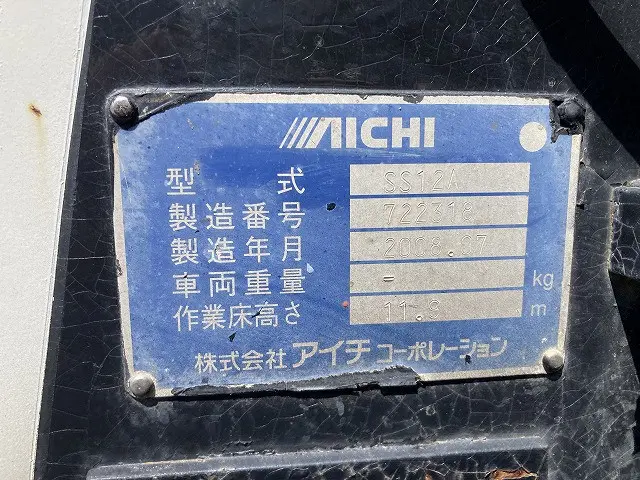 AICHI
型式 SS12A
製造番号 722318
製造年月
車両重量 - kg
作業床高さ 11.8 m
株式会社 アイチ コーポレーション